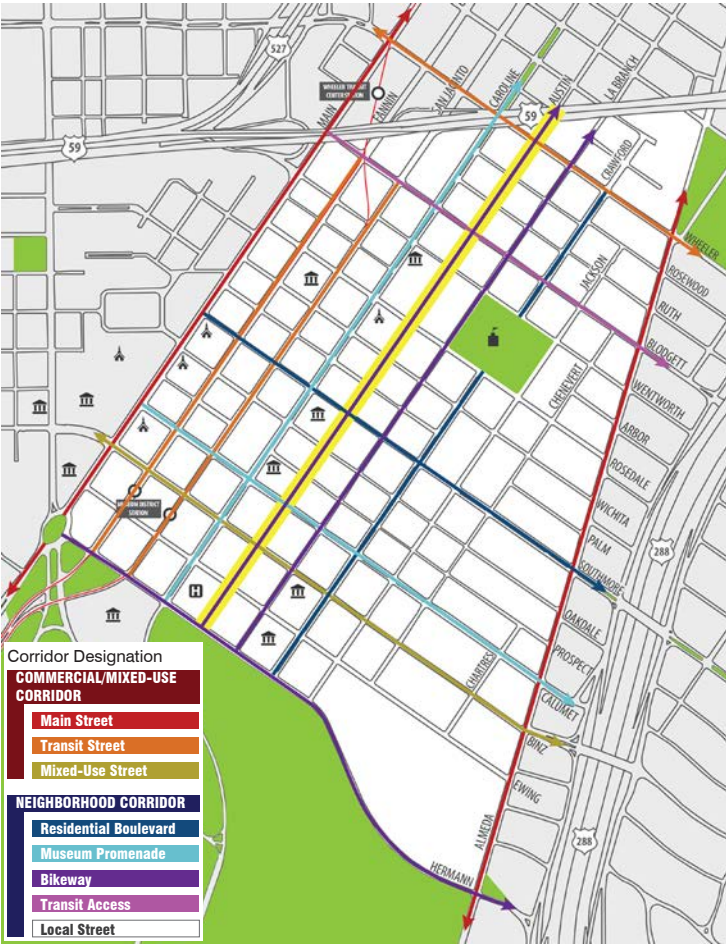 527
WHEELER TRANSIT
CENTER STATION
MAIN
FANNIN
SAN JACINTO
CAROLINE
AUSTIN
LA BRANCH
59
59
CRAWFORD
WHEELER
ROSEWOOD
JACKSON
RUTH
BLODGETT
CHENEVERT
WENTWORTH
ARBOR
ROSEDALE
WICHITA
PALM
288
SOUTHMORE
MUSEUM DISTRICT
STATION
H
OAKDALE
PROSPECT
CHARTRES
CALUMET
BINZ
EWING
ALMEDA
288
HERMANN
Corridor Designation
COMMERCIAL/MIXED-USE
CORRIDOR
Main Street
Transit Street
Mixed-Use Street
NEIGHBORHOOD CORRIDOR
Residential Boulevard
Museum Promenade
Bikeway
Transit Access
Local Street